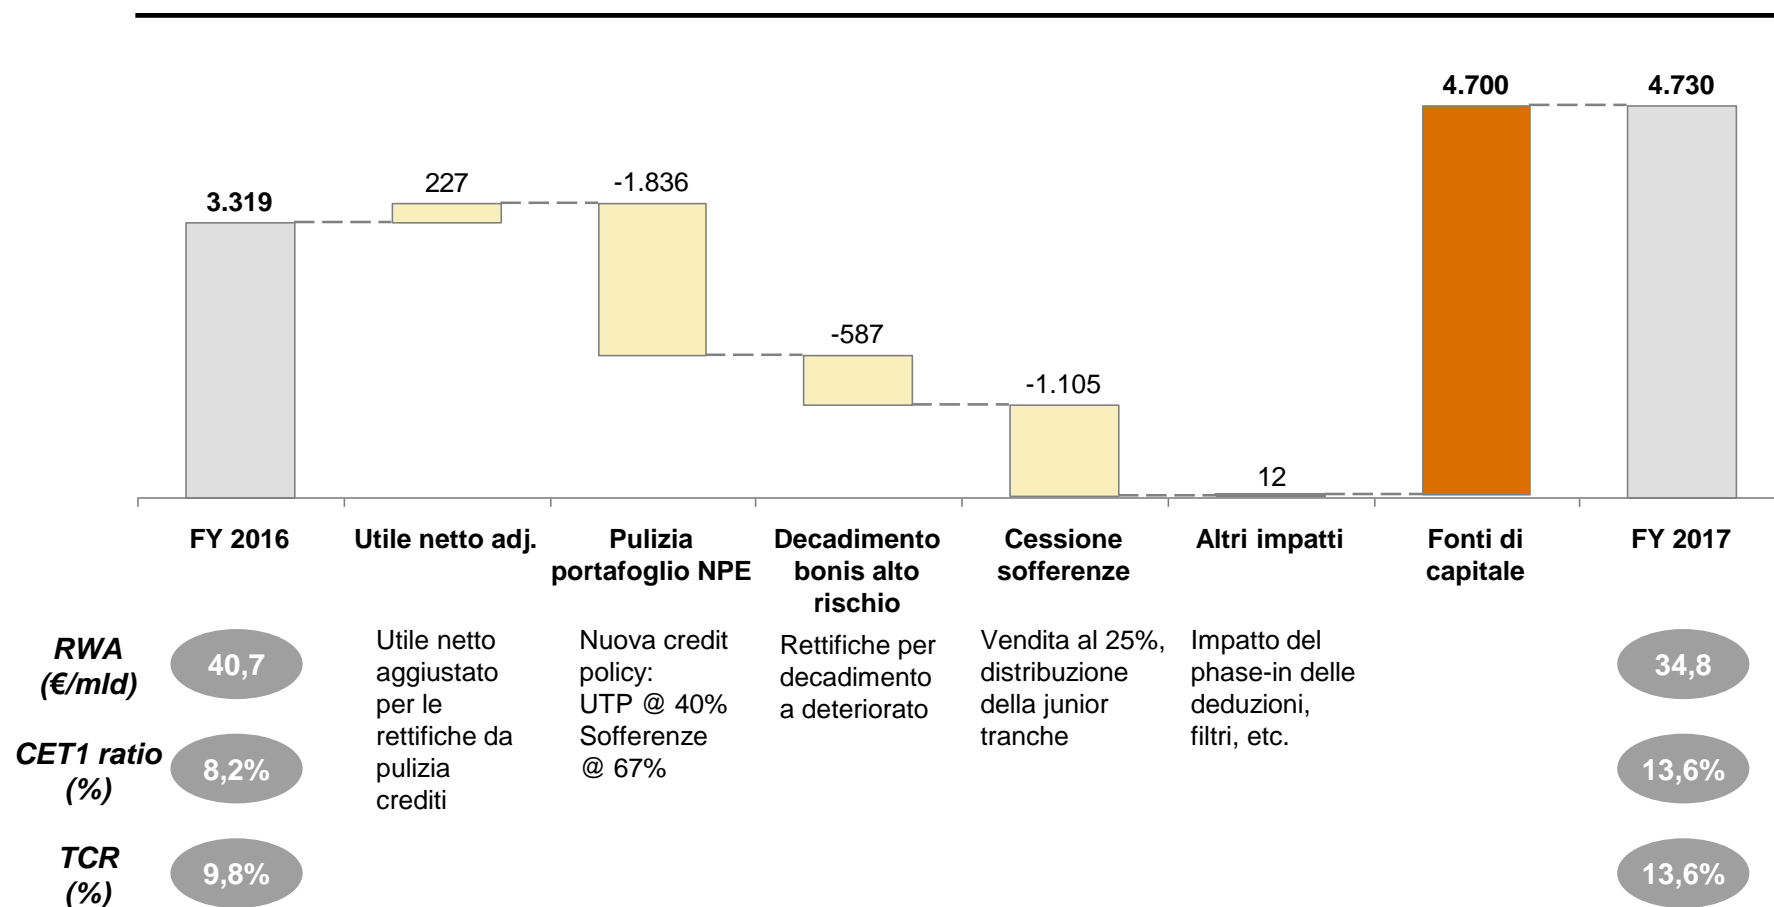 4.700
4.730
227
-1.836
3.319
-587
-1.105
12
FY 2016
Utile netto adj.
Pulizia
portafoglio NPE
Decadimento
bonis alto
rischio
Cessione
sofferenze
Altri impatti
Fonti di
capitale
FY 2017
RWA
(€/mld)
40,7
Utile netto
aggiustato
per le
rettifiche da
pulizia
crediti
Nuova credit
policy:
UTP @ 40%
Sofferenze
@ 67%
Rettifiche per
decadimento
a deteriorato
Vendita al 25%,
distribuzione
della junior
tranche
Impatto del
phase-in delle
deduzioni,
filtri, etc.
34,8
CET1 ratio
(%)
8,2%
13,6%
TCR
(%)
9,8%
13,6%